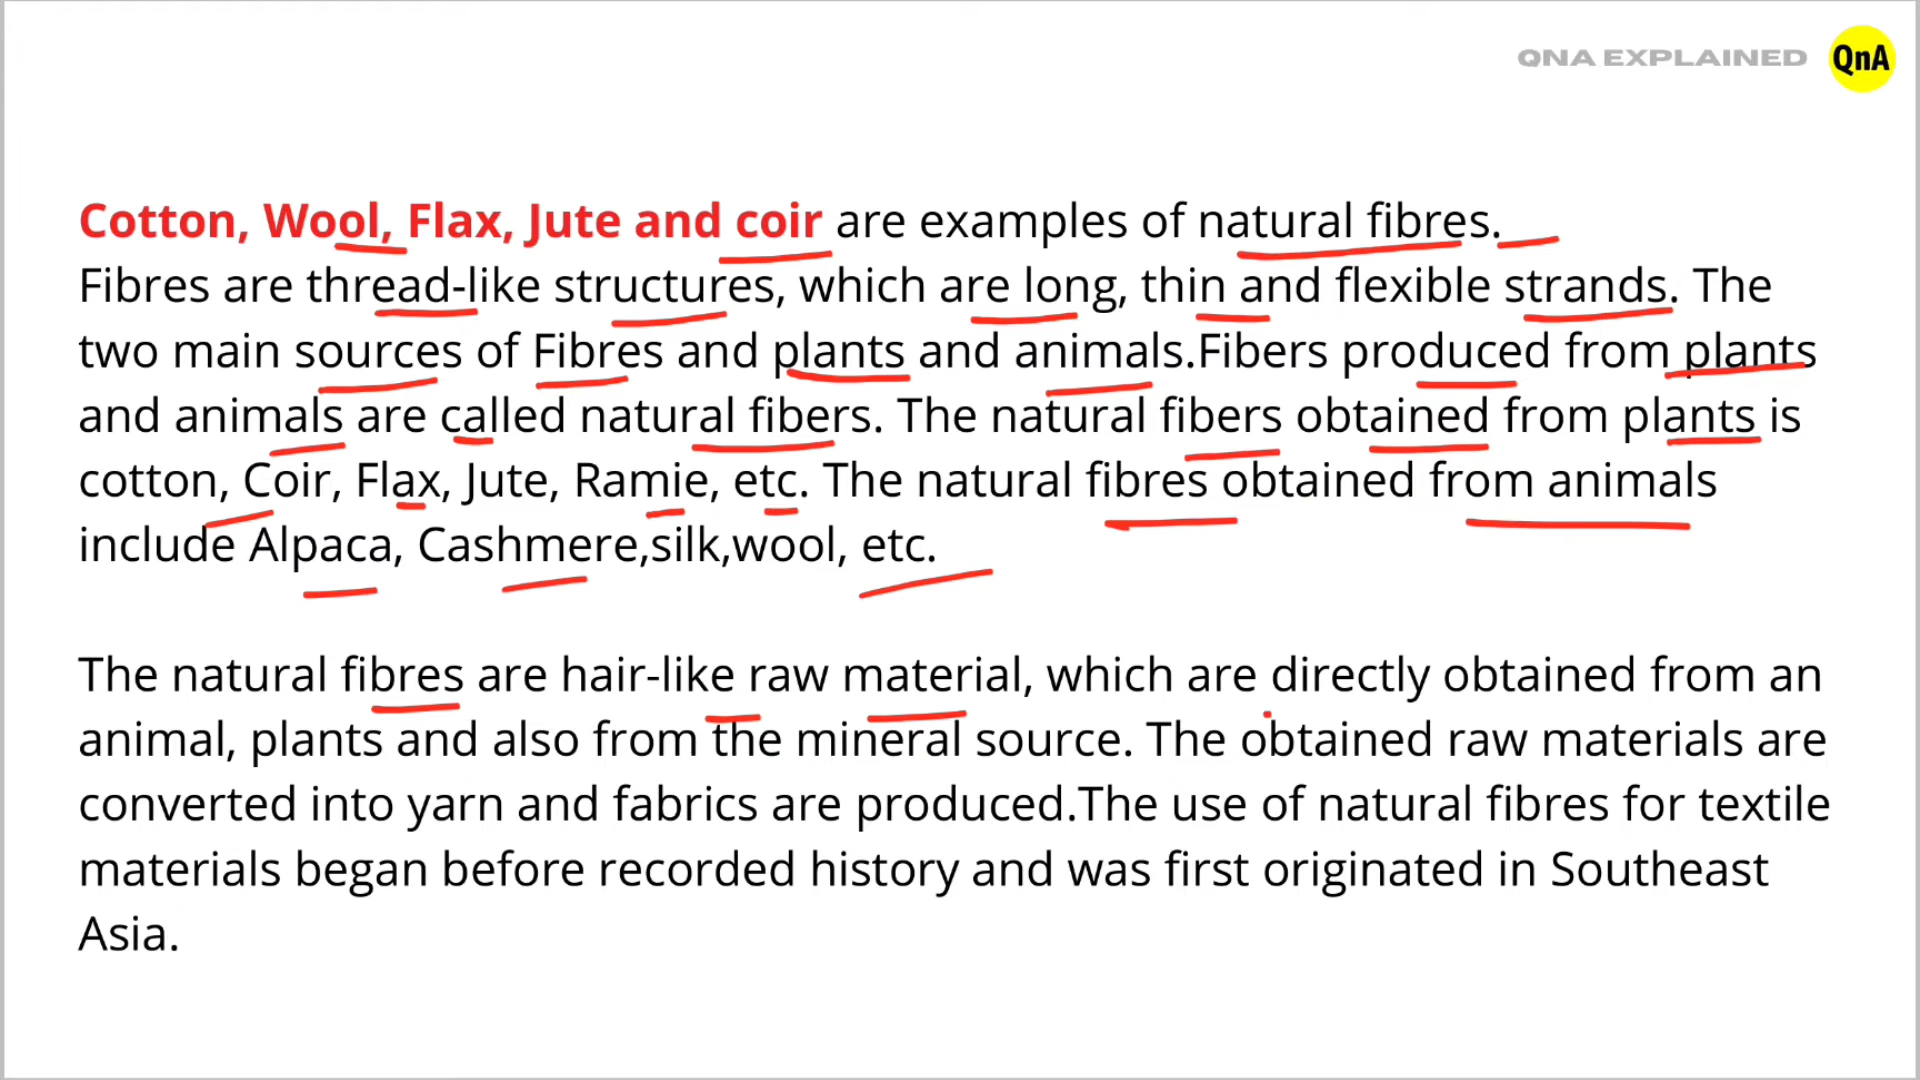 QNA EXPLAINED QnA
Cotton, Wool, Flax, Jute and coir are examples of natural fibres.
Fibres are thread-like structures, which are long, thin and flexible strands. The
two main sources of Fibres and plants and animals.Fibers produced from plants
and animals are called natural fibers. The natural fibers obtained from plants is
cotton, Coir, Flax, Jute, Ramie, etc. The natural fibres obtained from animals
include Alpaca, Cashmere,silk,wool, etc.
The natural fibres are hair-like raw material, which are directly obtained from an
animal, plants and also from the mineral source. The obtained raw materials are
converted into yarn and fabrics are produced.The use of natural fibres for textile
materials began before recorded history and was first originated in Southeast
Asia.